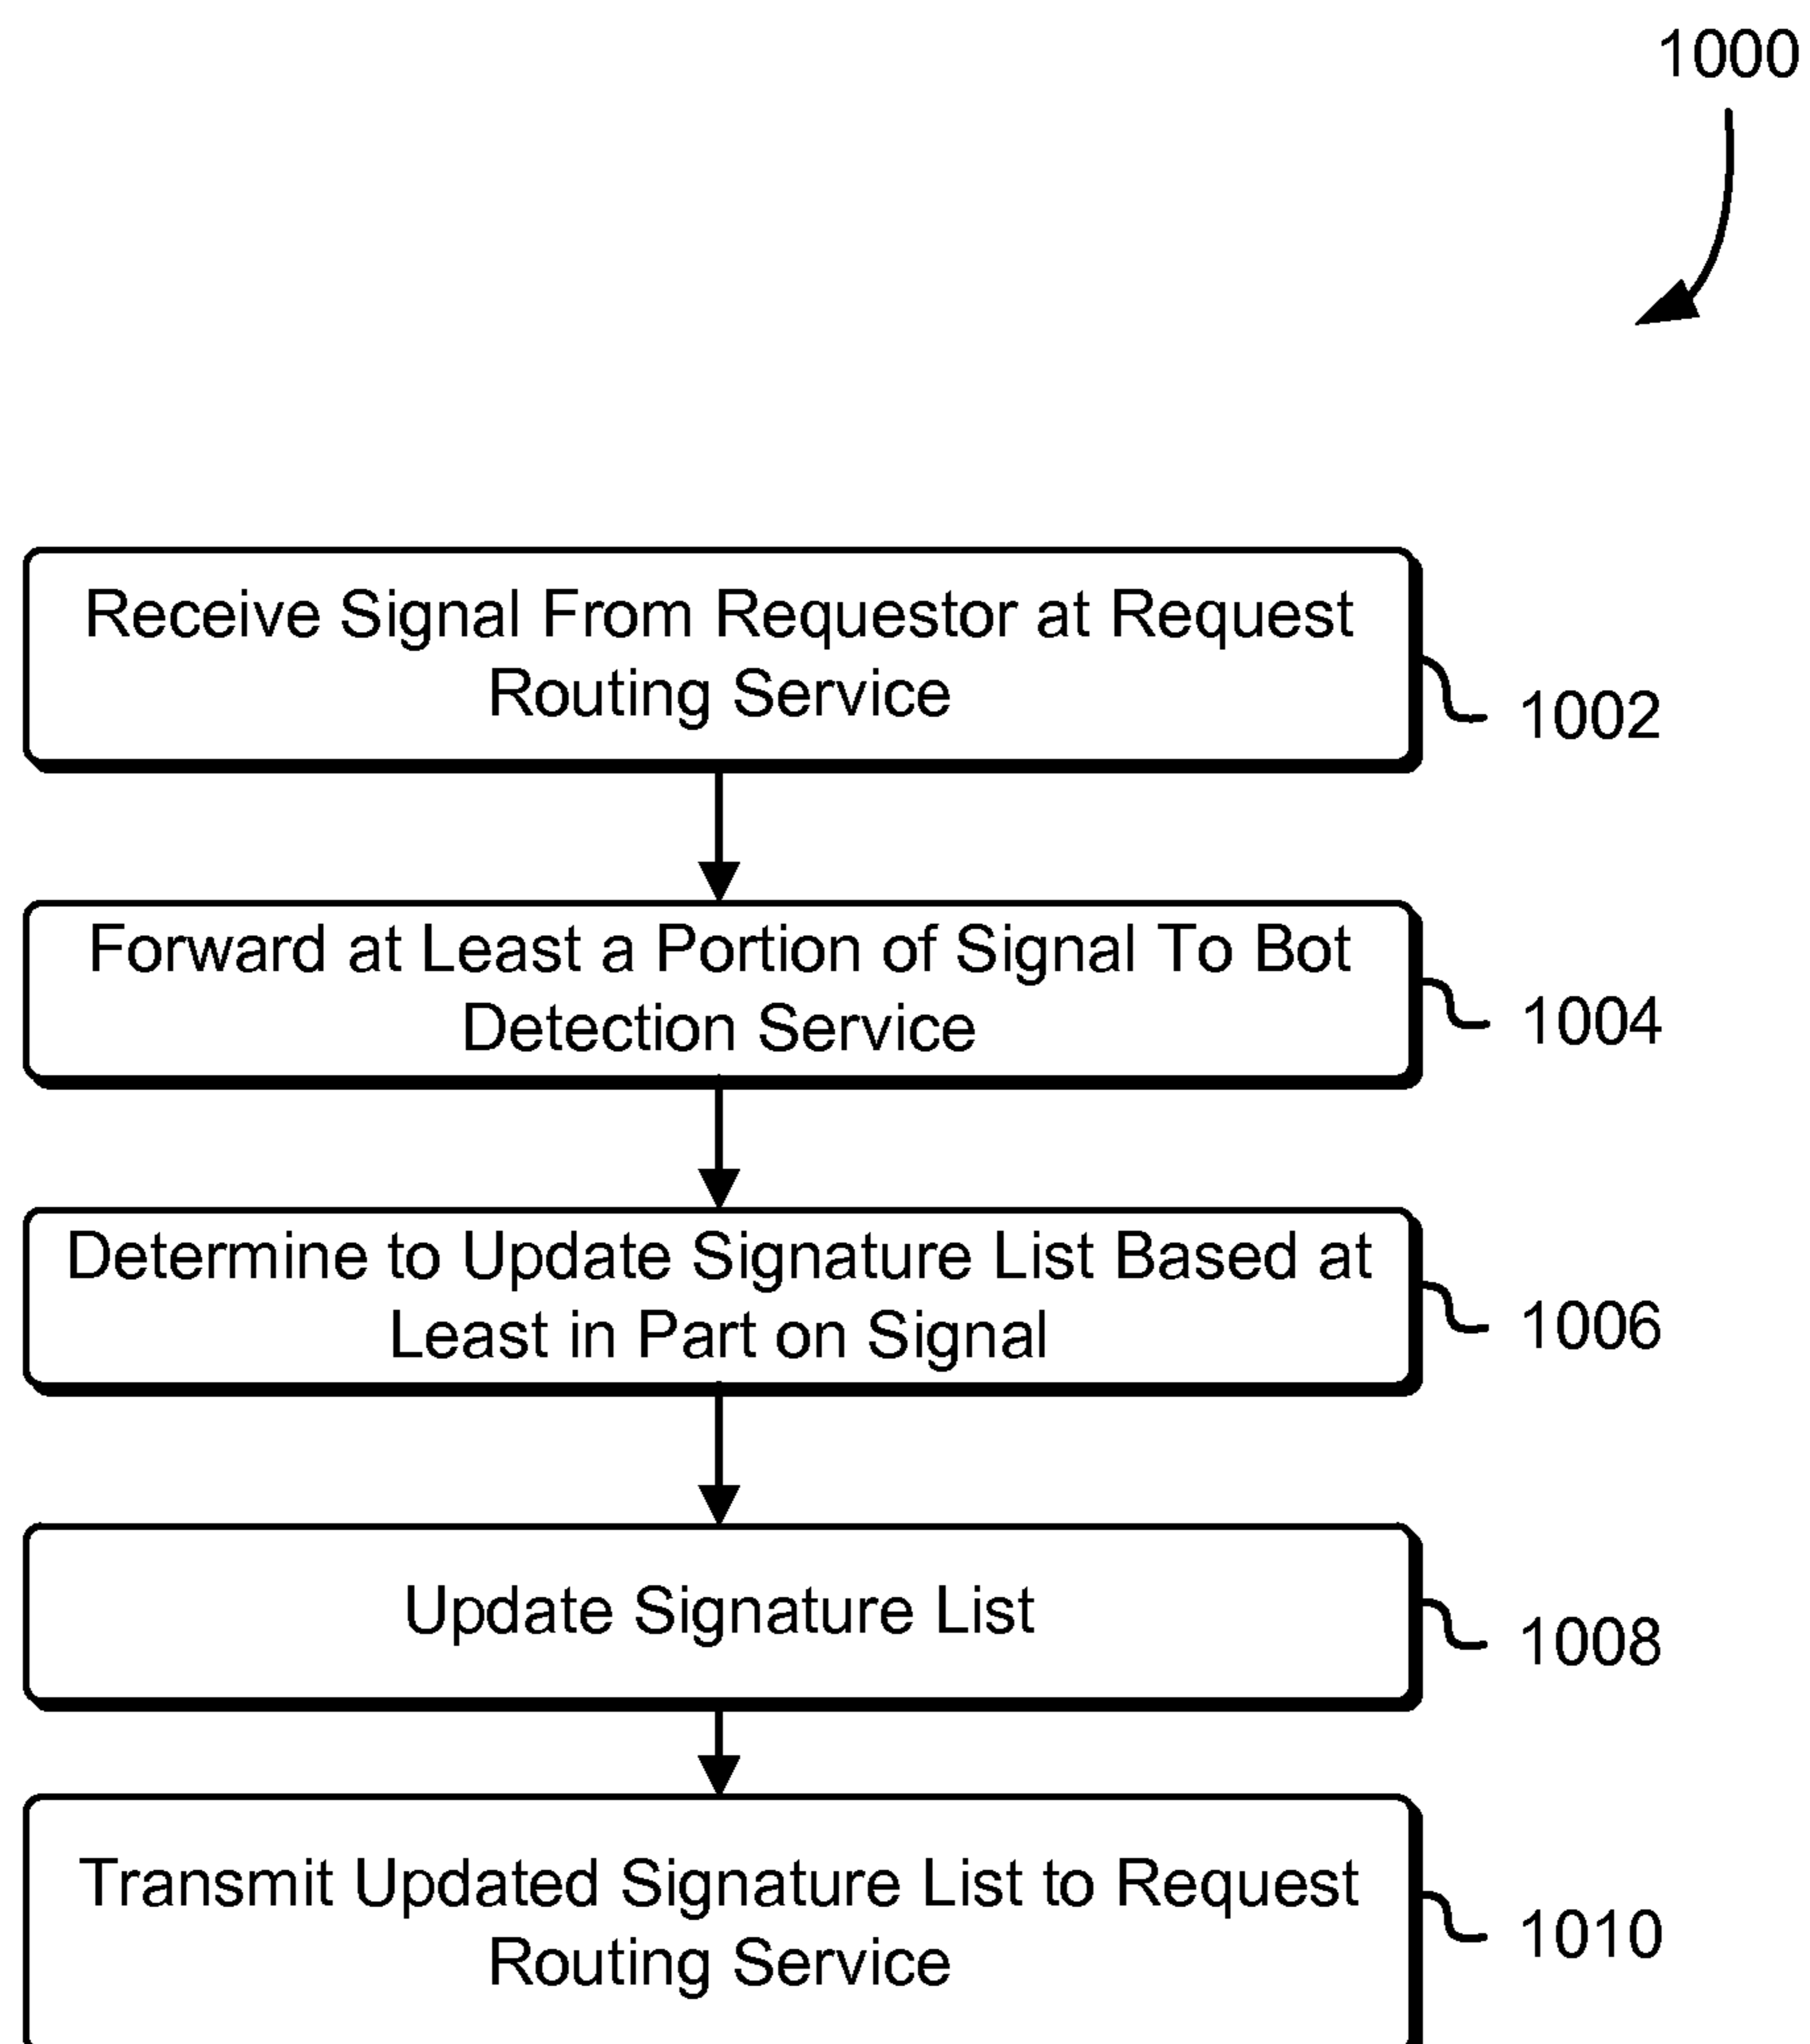 1000
Receive Signal From Requestor at Request
Routing Service
1002
Forward at Least a Portion of Signal To Bot
Detection Service
1004
Determine to Update Signature List Based at
Least in Part on Signal
1006
Update Signature List
1008
Transmit Updated Signature List to Request
Routing Service
1010